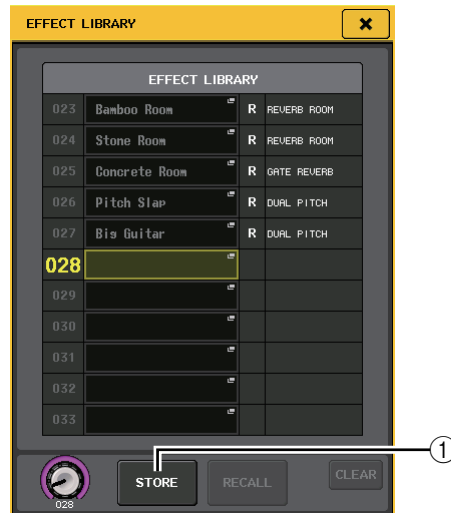 EFFECT LIBRARY
EFFECT LIBRARY
023 Bamboo Room R REVERB ROOM
024 Stone Room R REVERB ROOM
025 Concrete Room R GATE REVERB
026 Pitch Slap R DUAL PITCH
027 Big Guitar R DUAL PITCH
028
029
030
031
032
033
1
STORE RECALL CLEAR
028